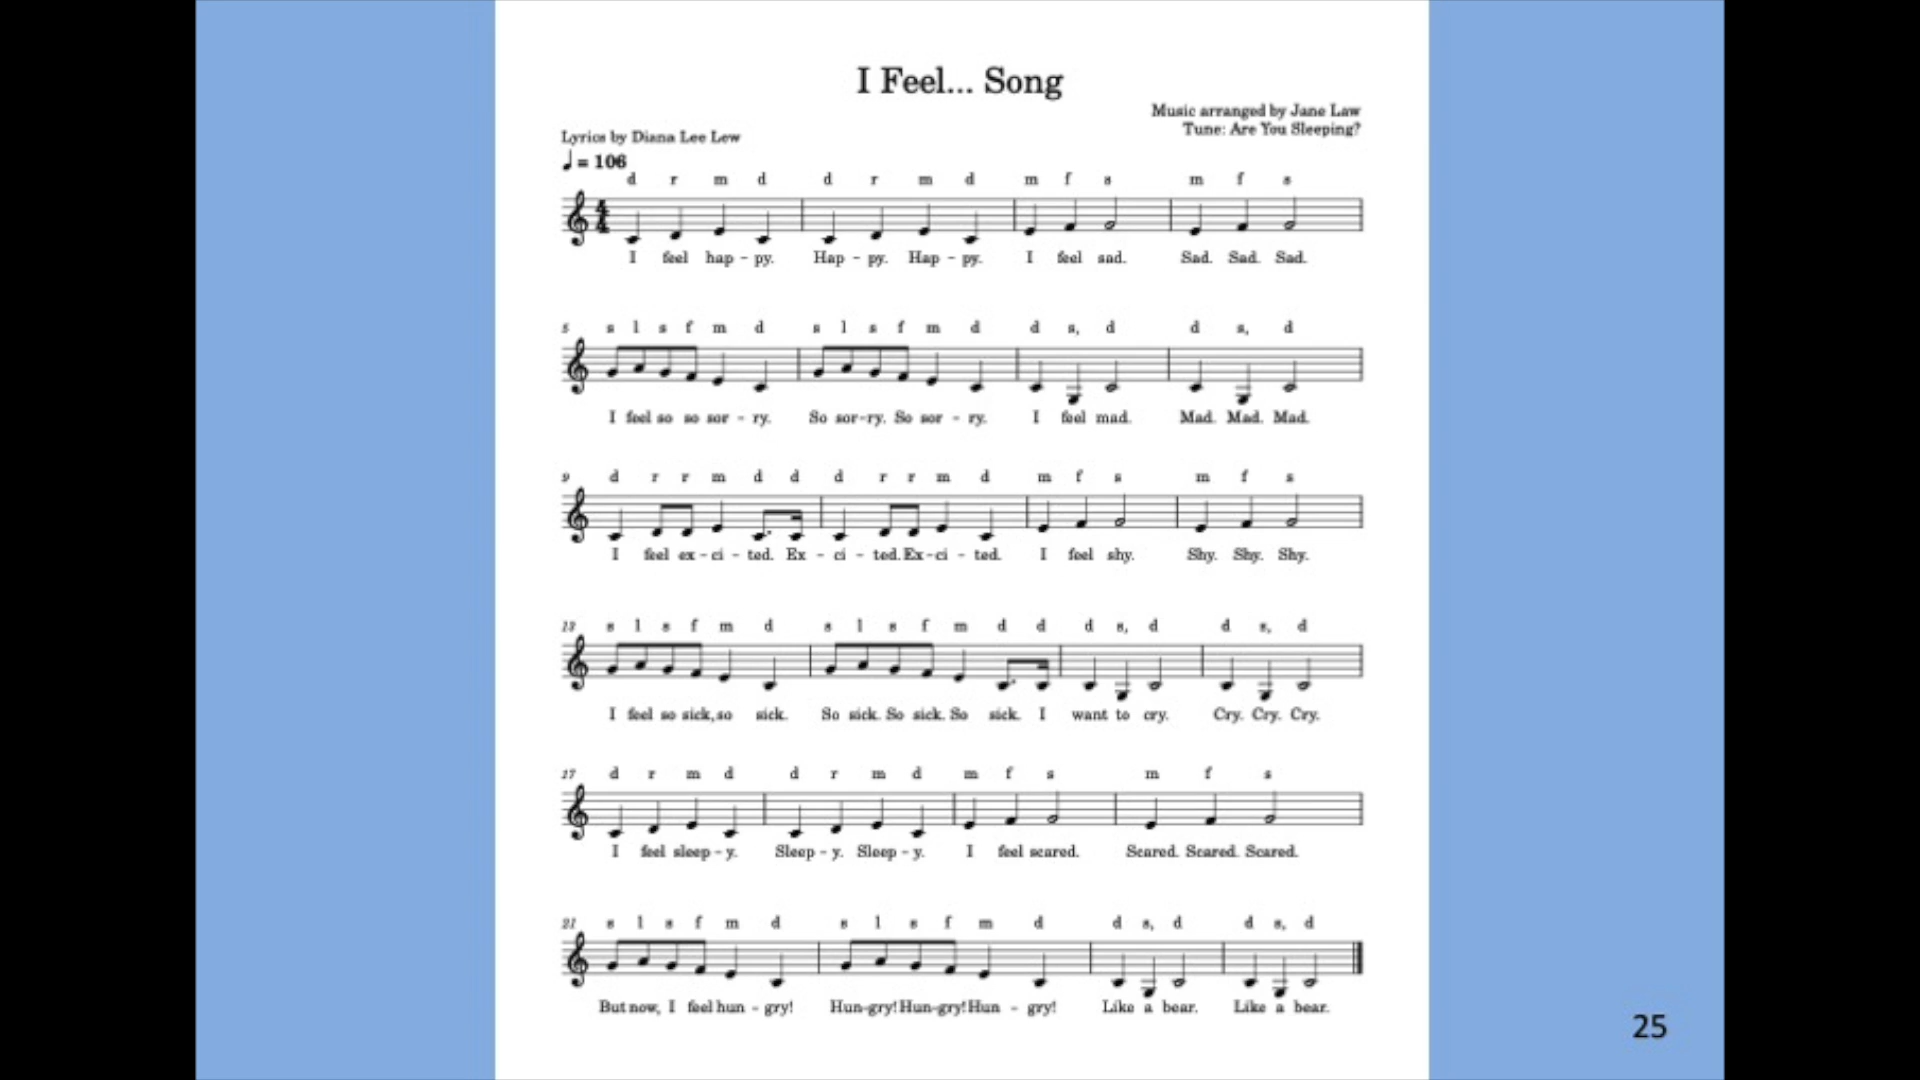 I Feel... Song
Music arranged by Jane Law
Tune: Are You Sleeping?
Lyrics by Diana Lee Lew
♩ = 106
d r m d d r m d m f s m f s
4
4
I feel hap - py. Hap - py. Hap - py. I feel sad. Sad. Sad. Sad.
5 s l s f m d s l s f m d d s, d d s, d
I feel so so sor - ry. So sor-ry. So sor - ry. I feel mad. Mad. Mad. Mad.
9 d r r m d d d r r m d m f s m f s
I feel ex - ci - ted. Ex - ci - ted. Ex - ci - ted. I feel shy. Shy. Shy. Shy.
13 s l s f m d s l s f m d d d s, d d s, d
I feel so sick, so sick. So sick. So sick. So sick. I want to cry. Cry. Cry. Cry.
17 d r m d d r m d m f s m f s
I feel sleep - y. Sleep - y. Sleep - y. I feel scared. Scared. Scared. Scared.
21 s l s f m d s l s f m d d s, d d s, d
But now, I feel hun - gry! Hun-gry! Hun-gry! Hun - gry! Like a bear. Like a bear.
25